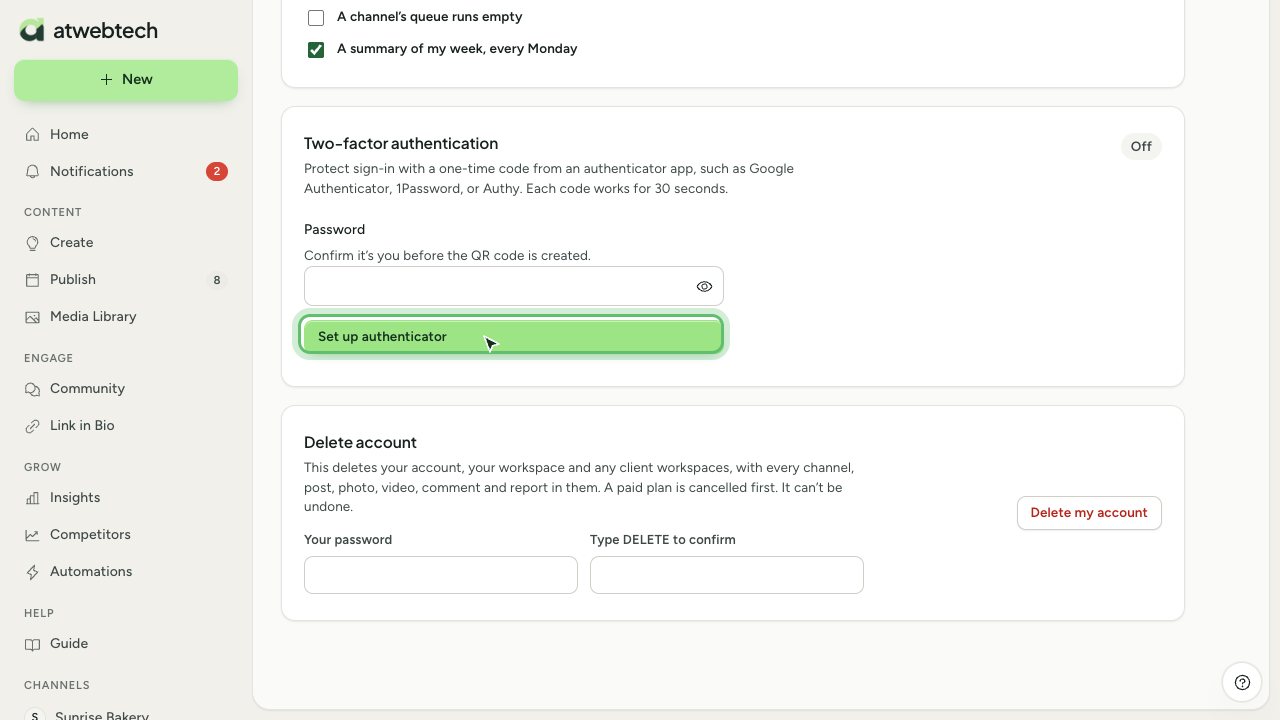 atwebtech
New
Home
Notifications
2
CONTENT
Create
Publish
8
Media Library
ENGAGE
Community
Link in Bio
GROW
Insights
Competitors
Automations
HELP
Guide
CHANNELS
S
Sunrise Bakery
A channel's queue runs empty
A summary of my week, every Monday
Two-factor authentication
Off
Protect sign-in with a one-time code from an authenticator app, such as Google
Authenticator, 1Password, or Authy. Each code works for 30 seconds.
Password
Confirm it's you before the QR code is created.
Set up authenticator
Delete account
This deletes your account, your workspace and any client workspaces, with every channel,
post, photo, video, comment and report in them. A paid plan is cancelled first. It can't be
undone.
Delete my account
Your password
Type DELETE to confirm